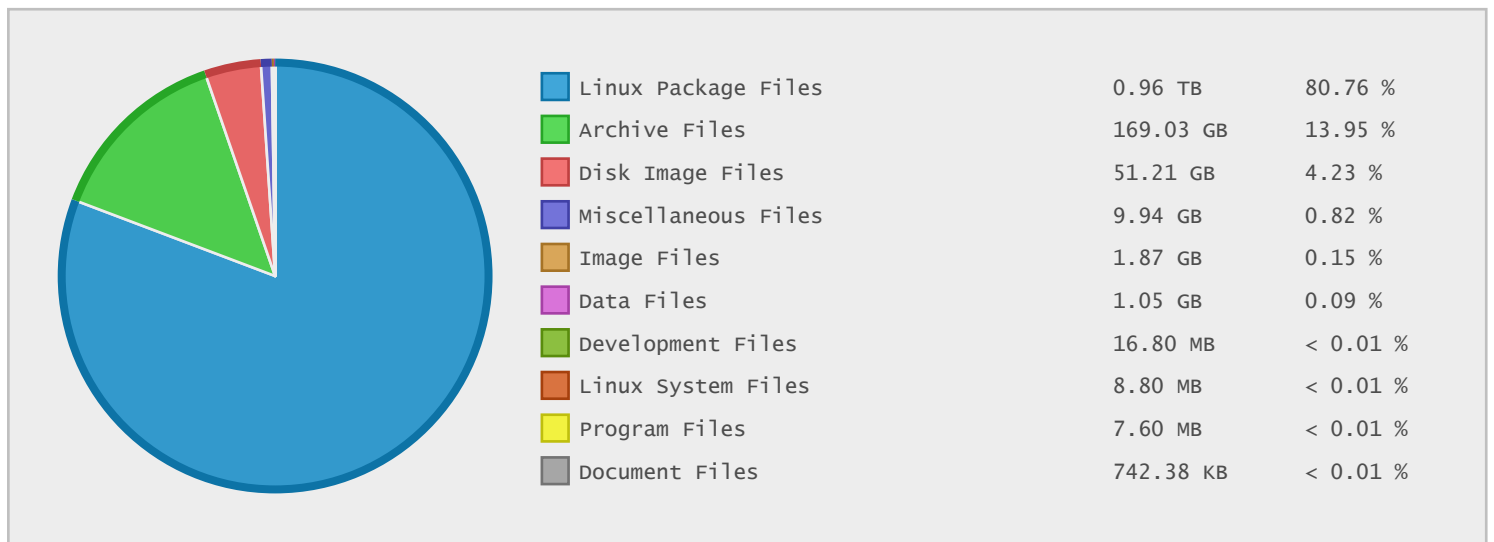 Linux Package Files 0.96 TB 80.76 %
Archive Files 169.03 GB 13.95 %
Disk Image Files 51.21 GB 4.23 %
Miscellaneous Files 9.94 GB 0.82 %
Image Files 1.87 GB 0.15 %
Data Files 1.05 GB 0.09 %
Development Files 16.80 MB < 0.01 %
Linux System Files 8.80 MB < 0.01 %
Program Files 7.60 MB < 0.01 %
Document Files 742.38 KB < 0.01 %